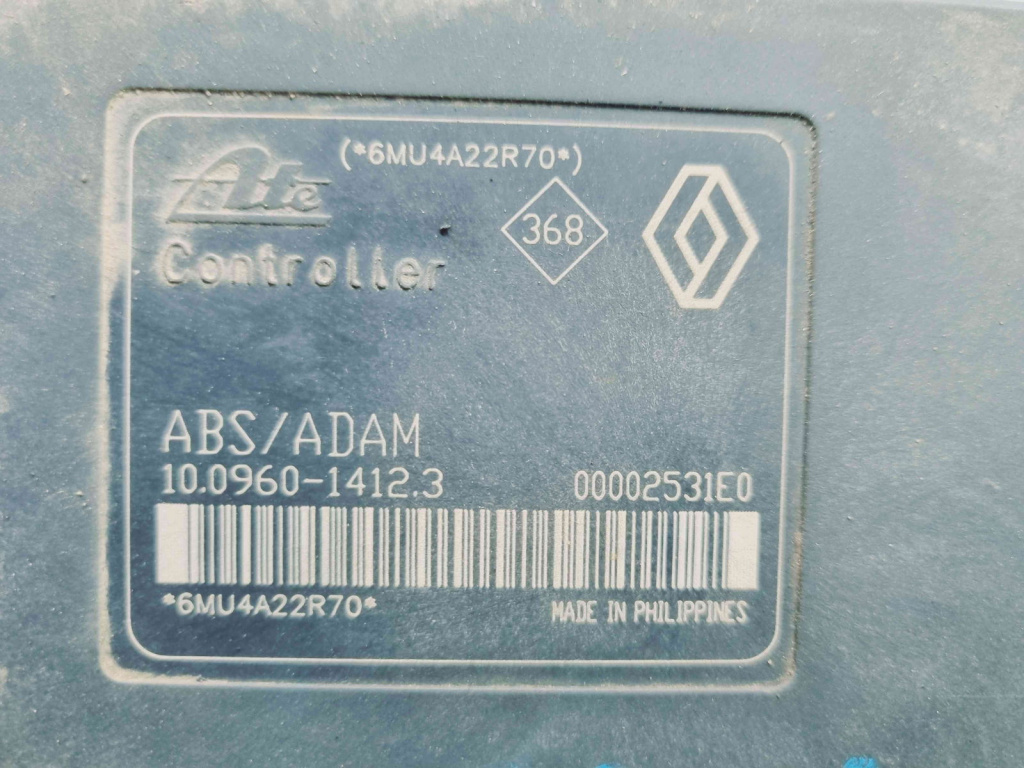 (*6MU4A22R70*)
Ate
368
Controller
ABS/ADAM
10.0960-1412.3 00002531E0
*6MU4A22R70* MADE IN PHILIPPINES